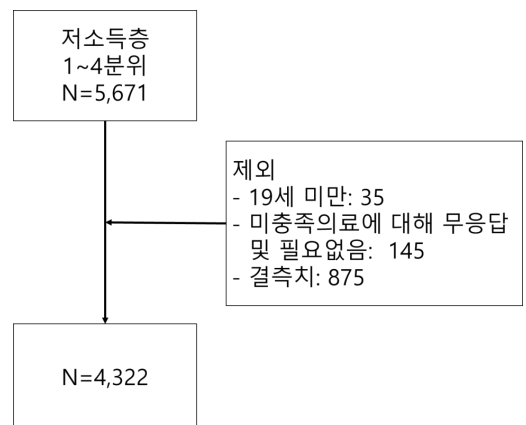 저소득층
1~4분위
N=5,671
제외
- 19세 미만: 35
- 미충족의료에 대해 무응답
및 필요없음: 145
- 결측치: 875
N=4,322